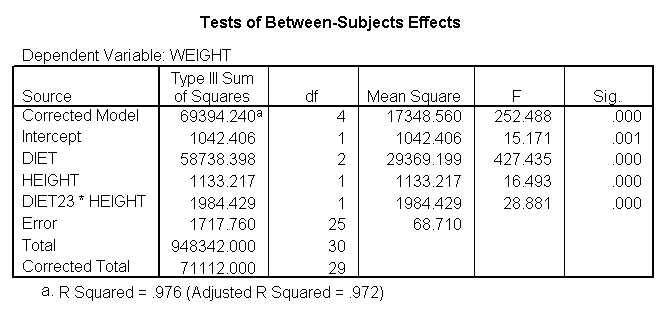 Tests of Between-Subjects Effects
Dependent Variable: WEIGHT
Source Type III Sum of Squares df Mean Square F Sig.
Corrected Model 69394.240a 4 17348.560 252.488 .000
Intercept 1042.406 1 1042.406 15.171 .001
DIET 58738.398 2 29369.199 427.435 .000
HEIGHT 1133.217 1 1133.217 16.493 .000
DIET23 * HEIGHT 1984.429 1 1984.429 28.881 .000
Error 1717.760 25 68.710
Total 948342.000 30
Corrected Total 71112.000 29
a. R Squared = .976 (Adjusted R Squared = .972)